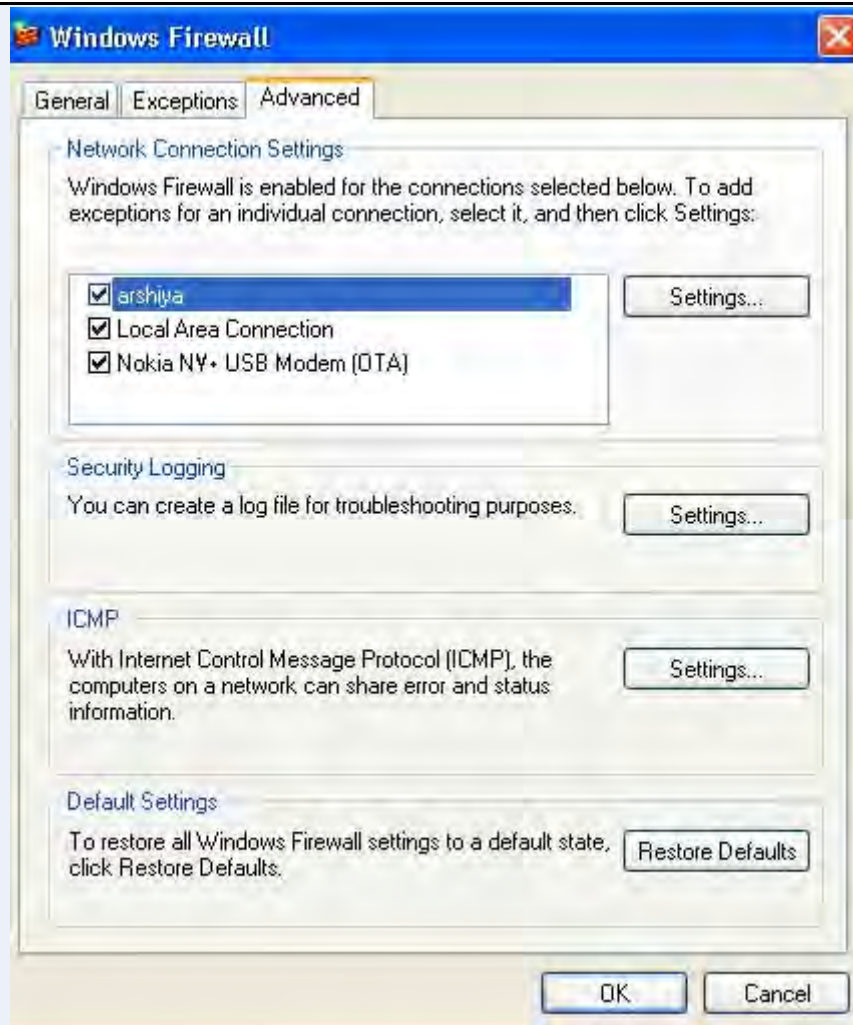 Windows Firewall
General
Exceptions
Advanced
Network Connection Settings
Windows Firewall is enabled for the connections selected below. To add
exceptions for an individual connection, select it, and then click Settings:
arshiya
Settings...
Local Area Connection
Nokia N۷۰ USB Modem (OTA)
Security Logging
You can create a log file for troubleshooting purposes.
Settings...
ICMP
With Internet Control Message Protocol (ICMP), the
computers on a network can share error and status
information.
Settings...
Default Settings
To restore all Windows Firewall settings to a default state,
click Restore Defaults.
Restore Defaults
OK
Cancel